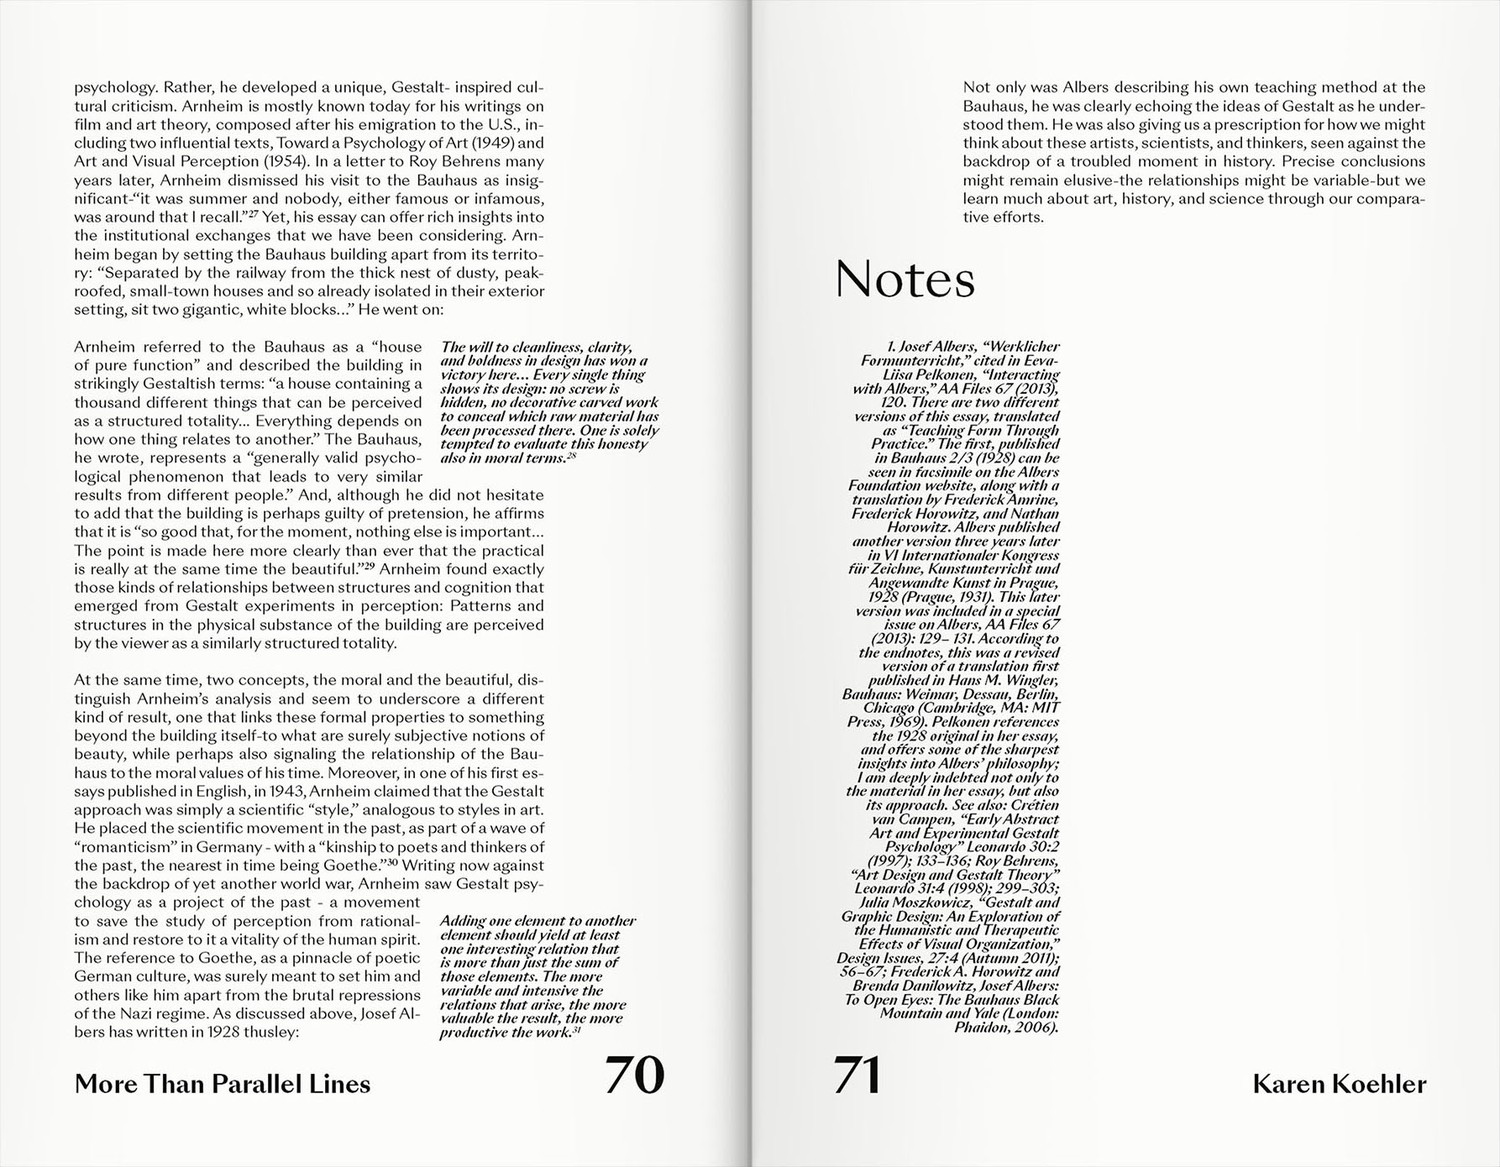 psychology. Rather, he developed a unique, Gestalt- inspired cul-
tural criticism. Arnheim is mostly known today for his writings on
film and art theory, composed after his emigration to the U.S., in-
cluding two influential texts, Toward a Psychology of Art (1949) and
Art and Visual Perception (1954). In a letter to Roy Behrens many
years later, Arnheim dismissed his visit to the Bauhaus as insig-
nificant-“it was summer and nobody, either famous or infamous,
was around that I recall.”27 Yet, his essay can offer rich insights into
the institutional exchanges that we have been considering. Arn-
heim began by setting the Bauhaus building apart from its territo-
ry: “Separated by the railway from the thick nest of dusty, peak-
roofed, small-town houses and so already isolated in their exterior
setting, sit two gigantic, white blocks...” He went on:
Arnheim referred to the Bauhaus as a “house
of pure function” and described the building in
strikingly Gestaltish terms: “a house containing a
thousand different things that can be perceived
as a structured totality... Everything depends on
how one thing relates to another.” The Bauhaus,
he wrote, represents a “generally valid psycho-
logical phenomenon that leads to very similar
results from different people.” And, although he did not hesitate
to add that the building is perhaps guilty of pretension, he affirms
that it is “so good that, for the moment, nothing else is important...
The point is made here more clearly than ever that the practical
is really at the same time the beautiful.”29 Arnheim found exactly
those kinds of relationships between structures and cognition that
emerged from Gestalt experiments in perception: Patterns and
structures in the physical substance of the building are perceived
by the viewer as a similarly structured totality.
The will to cleanliness, clarity,
and boldness in design has won a
victory here... Every single thing
shows its design: no screw is
hidden, no decorative carved work
to conceal which raw material has
been processed there. One is solely
tempted to evaluate this honesty
also in moral terms.28
At the same time, two concepts, the moral and the beautiful, dis-
tinguish Arnheim’s analysis and seem to underscore a different
kind of result, one that links these formal properties to something
beyond the building itself-to what are surely subjective notions of
beauty, while perhaps also signaling the relationship of the Bau-
haus to the moral values of his time. Moreover, in one of his first es-
says published in English, in 1943, Arnheim claimed that the Gestalt
approach was simply a scientific “style,” analogous to styles in art.
He placed the scientific movement in the past, as part of a wave of
“romanticism” in Germany - with a “kinship to poets and thinkers of
the past, the nearest in time being Goethe.”30 Writing now against
the backdrop of yet another world war, Arnheim saw Gestalt psy-
chology as a project of the past - a movement
to save the study of perception from rational-
ism and restore to it a vitality of the human spirit.
The reference to Goethe, as a pinnacle of poetic
German culture, was surely meant to set him and
others like him apart from the brutal repressions
of the Nazi regime. As discussed above, Josef Al-
bers has written in 1928 thusley:
Adding one element to another
element should yield at least
one interesting relation that
is more than just the sum of
those elements. The more
variable and intensive the
relations that arise, the more
valuable the result, the more
productive the work.31
More Than Parallel Lines
70
Not only was Albers describing his own teaching method at the
Bauhaus, he was clearly echoing the ideas of Gestalt as he under-
stood them. He was also giving us a prescription for how we might
think about these artists, scientists, and thinkers, seen against the
backdrop of a troubled moment in history. Precise conclusions
might remain elusive-the relationships might be variable-but we
learn much about art, history, and science through our compara-
tive efforts.
Notes
1. Josef Albers, “Werklicher
Formunterricht,” cited in Eeva-
Liisa Pelkonen, “Interacting
with Albers,” AA Files 67 (2013),
120. There are two different
versions of this essay, translated
as “Teaching Form Through
Practice.” The first, published
in Bauhaus 2/3 (1928) can be
seen in facsimile on the Albers
Foundation website, along with a
translation by Frederick Amrine,
Frederick Horowitz, and Nathan
Horowitz. Albers published
another version three years later
in VI Internationaler Kongress
für Zeichne, Kunstunterricht und
Angewandte Kunst in Prague,
1928 (Prague, 1931). This later
version was included in a special
issue on Albers, AA Files 67
(2013): 129– 131. According to
the endnotes, this was a revised
version of a translation first
published in Hans M. Wingler,
Bauhaus: Weimar, Dessau, Berlin,
Chicago (Cambridge, MA: MIT
Press, 1969). Pelkonen references
the 1928 original in her essay,
and offers some of the sharpest
insights into Albers’ philosophy;
I am deeply indebted not only to
the material in her essay, but also
its approach. See also: Crétien
van Campen, “Early Abstract
Art and Experimental Gestalt
Psychology” Leonardo 30:2
(1997); 133–136; Roy Behrens,
“Art Design and Gestalt Theory”
Leonardo 31:4 (1998); 299–303;
Julia Moszkowicz, “Gestalt and
Graphic Design: An Exploration of
the Humanistic and Therapeutic
Effects of Visual Organization,”
Design Issues, 27:4 (Autumn 2011);
56–67; Frederick A. Horowitz and
Brenda Danilowitz, Josef Albers:
To Open Eyes: The Bauhaus Black
Mountain and Yale (London:
Phaidon, 2006).
71
Karen Koehler